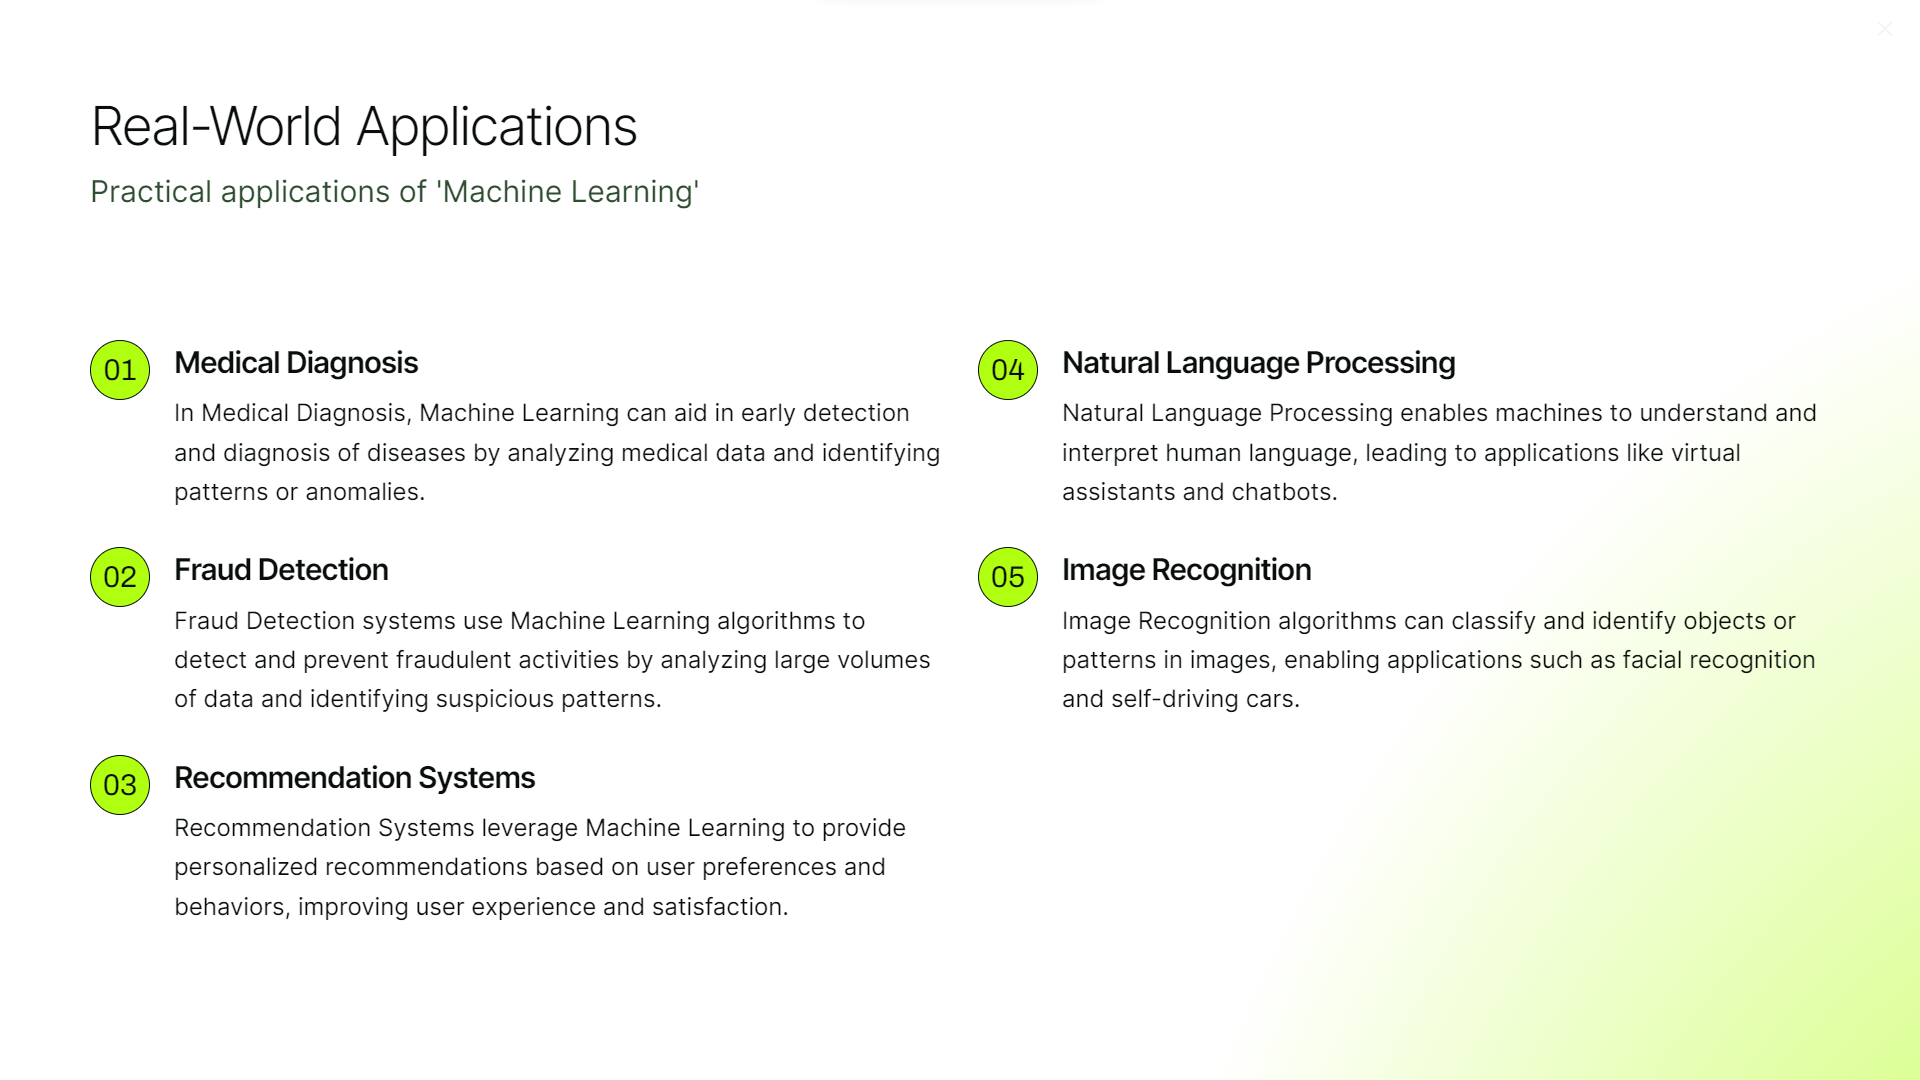 Real-World Applications
Practical applications of 'Machine Learning'
01
Medical Diagnosis
In Medical Diagnosis, Machine Learning can aid in early detection
and diagnosis of diseases by analyzing medical data and identifying
patterns or anomalies.
02
Fraud Detection
Fraud Detection systems use Machine Learning algorithms to
detect and prevent fraudulent activities by analyzing large volumes
of data and identifying suspicious patterns.
03
Recommendation Systems
Recommendation Systems leverage Machine Learning to provide
personalized recommendations based on user preferences and
behaviors, improving user experience and satisfaction.
04
Natural Language Processing
Natural Language Processing enables machines to understand and
interpret human language, leading to applications like virtual
assistants and chatbots.
05
Image Recognition
Image Recognition algorithms can classify and identify objects or
patterns in images, enabling applications such as facial recognition
and self-driving cars.